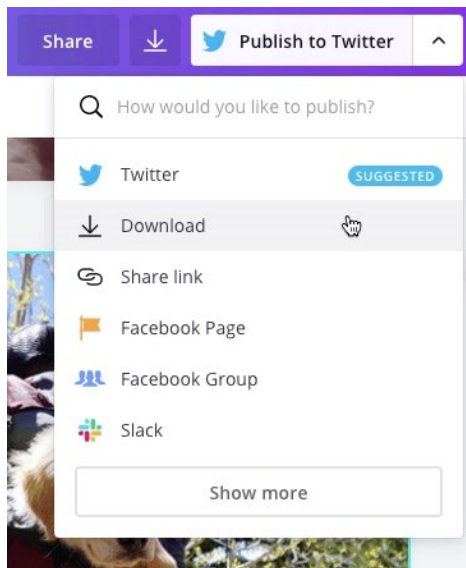 Share
Publish to Twitter
How would you like to publish?
Twitter
SUGGESTED
Download
Share link
Facebook Page
Facebook Group
Slack
Show more